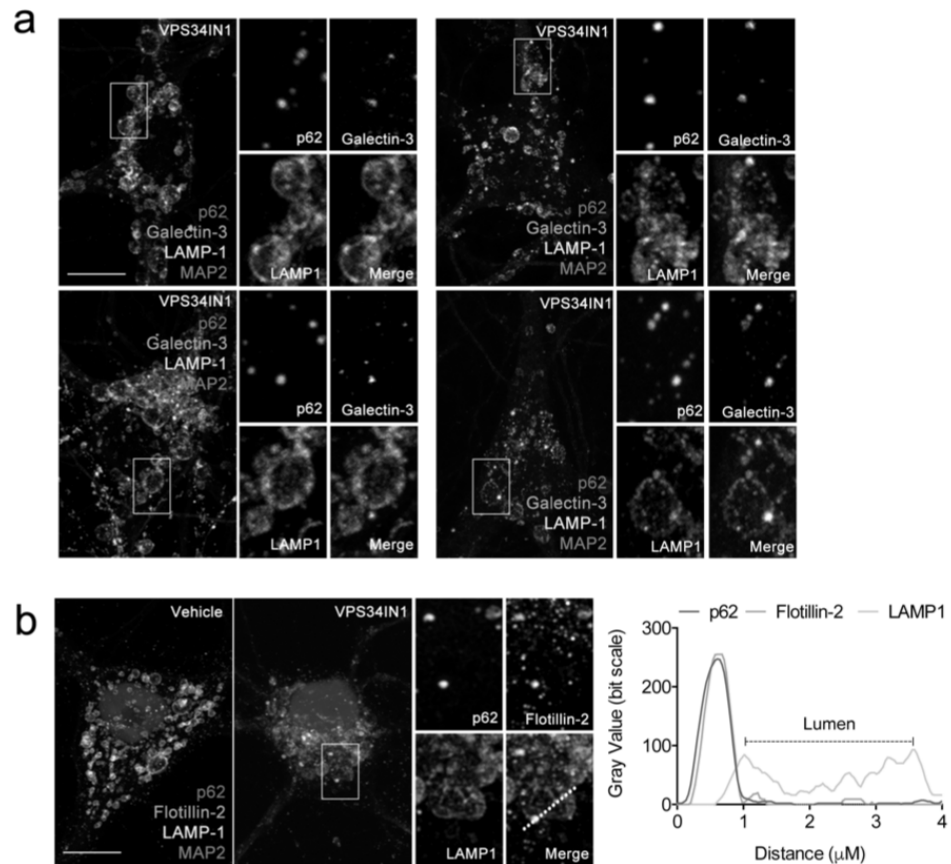 a
VPS34IN1
p62
Galectin-3
LAMP-1
MAP2
p62
Galectin-3
LAMP1
Merge
VPS34IN1
p62
Galectin-3
LAMP-1
MAP2
p62
Galectin-3
LAMP1
Merge
VPS34IN1
p62
Galectin-3
LAMP-1
MAP2
p62
Galectin-3
LAMP1
Merge
VPS34IN1
p62
Galectin-3
LAMP-1
MAP2
p62
Galectin-3
LAMP1
Merge
b
Vehicle
p62
Flotillin-2
LAMP-1
MAP2
VPS34IN1
p62
Flotillin-2
LAMP1
Merge
p62 Flotillin-2 LAMP1
Gray Value (bit scale)
300
200
100
0
Lumen
0 1 2 3 4
Distance (μM)